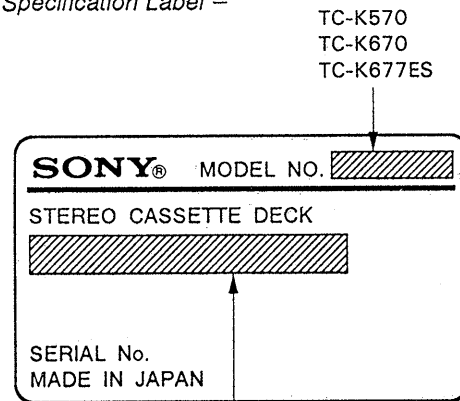 Specification Label –
TC-K570
TC-K670
TC-K677ES
SONY® MODEL NO.
STEREO CASSETTE DECK
SERIAL No.
MADE IN JAPAN